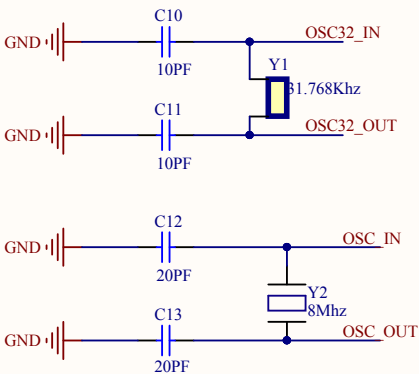 C10
GND
OSC32_IN
10PF
Y1
31.768Khz
C11
GND
OSC32_OUT
10PF
C12
GND
OSC_IN
20PF
Y2
8Mhz
C13
GND
OSC_OUT
20PF